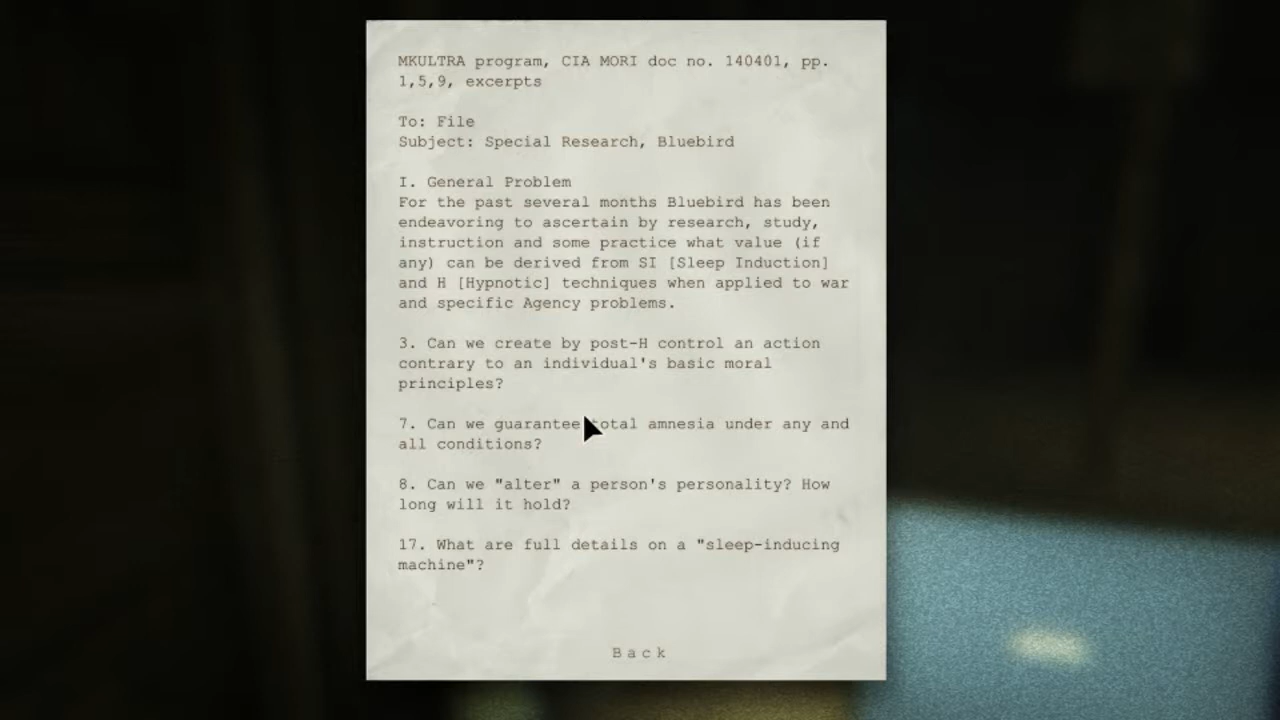 MKULTRA program, CIA MORI doc no. 140401, pp.
1,5,9, excerpts
To: File
Subject: Special Research, Bluebird
I. General Problem
For the past several months Bluebird has been
endeavoring to ascertain by research, study,
instruction and some practice what value (if
any) can be derived from SI [Sleep Induction]
and H [Hypnotic] techniques when applied to war
and specific Agency problems.
3. Can we create by post-H control an action
contrary to an individual's basic moral
principles?
7. Can we guarantee total amnesia under any and
all conditions?
8. Can we "alter" a person's personality? How
long will it hold?
17. What are full details on a "sleep-inducing
machine"?
Back